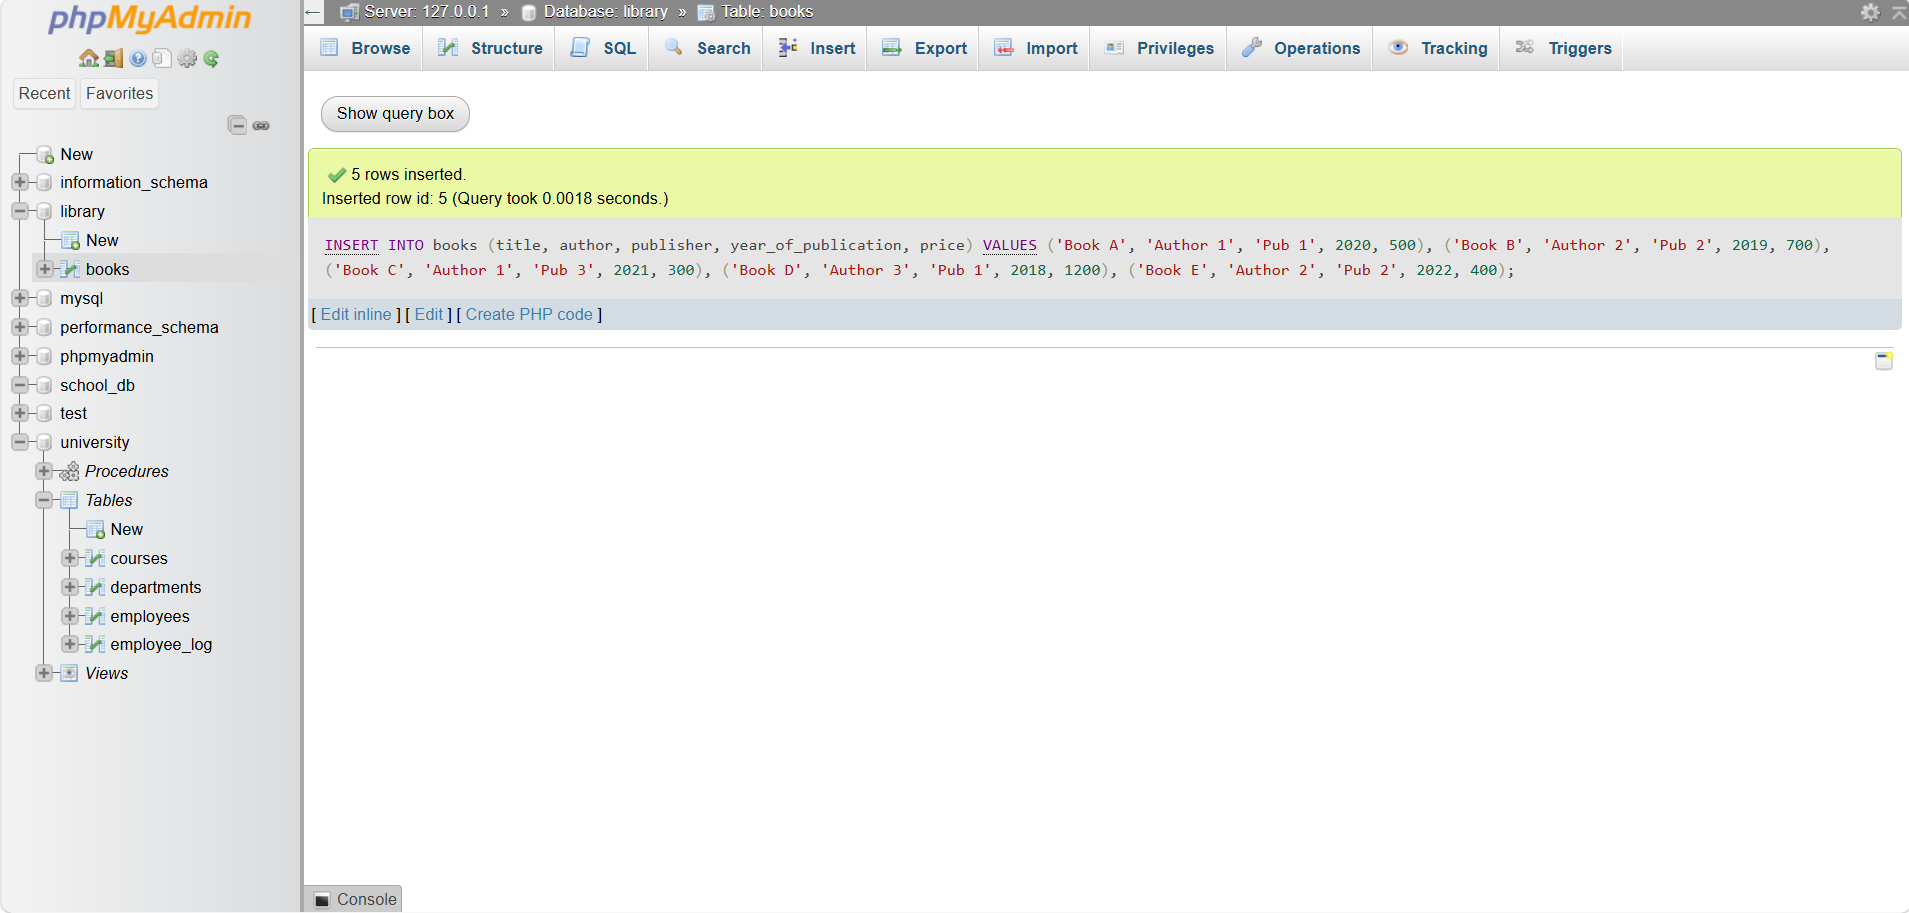 phpMyAdmin
Recent Favorites
New
information_schema
library
New
books
mysql
performance_schema
phpmyadmin
school_db
test
university
Procedures
Tables
New
courses
departments
employees
employee_log
Views
Server: 127.0.0.1 » Database: library » Table: books
Browse Structure SQL Search Insert Export Import Privileges Operations Tracking Triggers
Show query box
5 rows inserted.
Inserted row id: 5 (Query took 0.0018 seconds.)
INSERT INTO books (title, author, publisher, year_of_publication, price) VALUES ('Book A', 'Author 1', 'Pub 1', 2020, 500), ('Book B', 'Author 2', 'Pub 2', 2019, 700),
('Book C', 'Author 1', 'Pub 3', 2021, 300), ('Book D', 'Author 3', 'Pub 1', 2018, 1200), ('Book E', 'Author 2', 'Pub 2', 2022, 400);
[ Edit inline ] [ Edit ] [ Create PHP code ]
Console